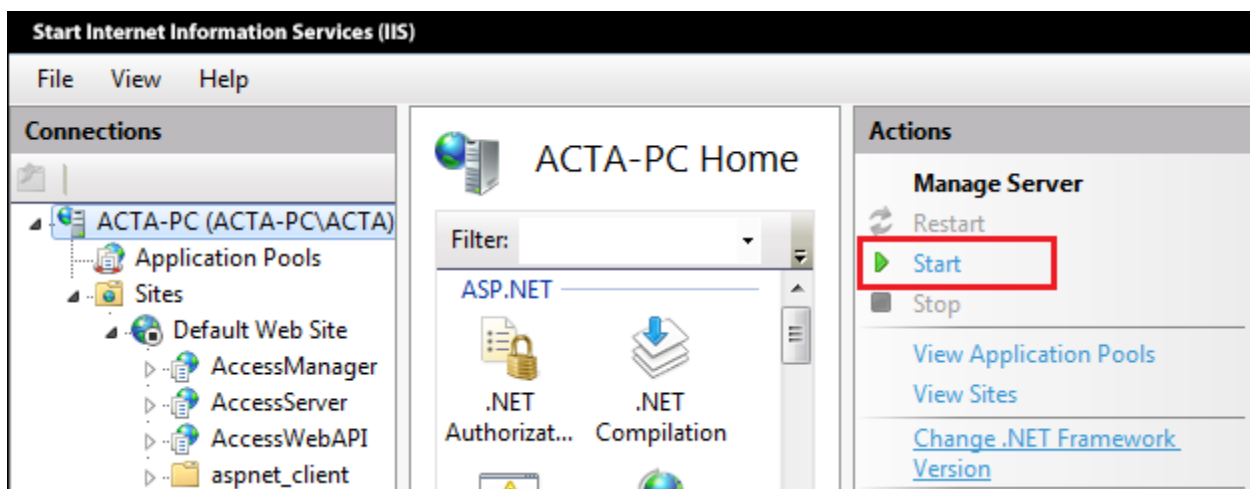 Start Internet Information Services (IIS)
File View Help
Connections
ACTA-PC (ACTA-PC\ACTA)
Application Pools
Sites
Default Web Site
AccessManager
AccessServer
AccessWebAPI
aspnet_client
ACTA-PC Home
Filter:
ASP.NET
.NET Authorizat...
.NET Compilation
Actions
Manage Server
Restart
Start
Stop
View Application Pools
View Sites
Change .NET Framework
Version